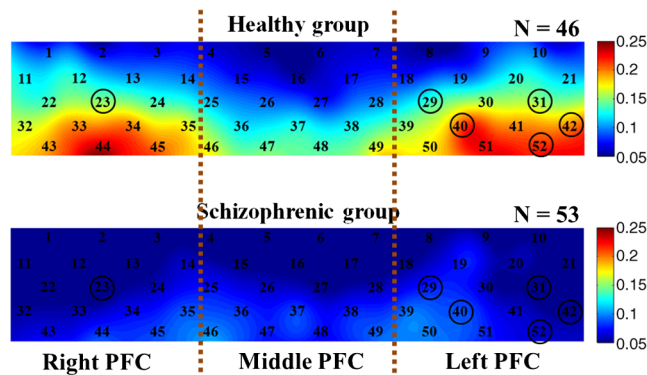 Healthy group N = 46
1 2 3 4 5 6 7 8 9 10
11 12 13 14 15 16 17 18 19 20 21
22 23 24 25 26 27 28 29 30 31
32 33 34 35 36 37 38 39 40 41 42
43 44 45 46 47 48 49 50 51 52
0.25
0.2
0.15
0.1
0.05
Schizophrenic group N = 53
1 2 3 4 5 6 7 8 9 10
11 12 13 14 15 16 17 18 19 20 21
22 23 24 25 26 27 28 29 30 31
32 33 34 35 36 37 38 39 40 41 42
43 44 45 46 47 48 49 50 51 52
0.25
0.2
0.15
0.1
0.05
Right PFC Middle PFC Left PFC